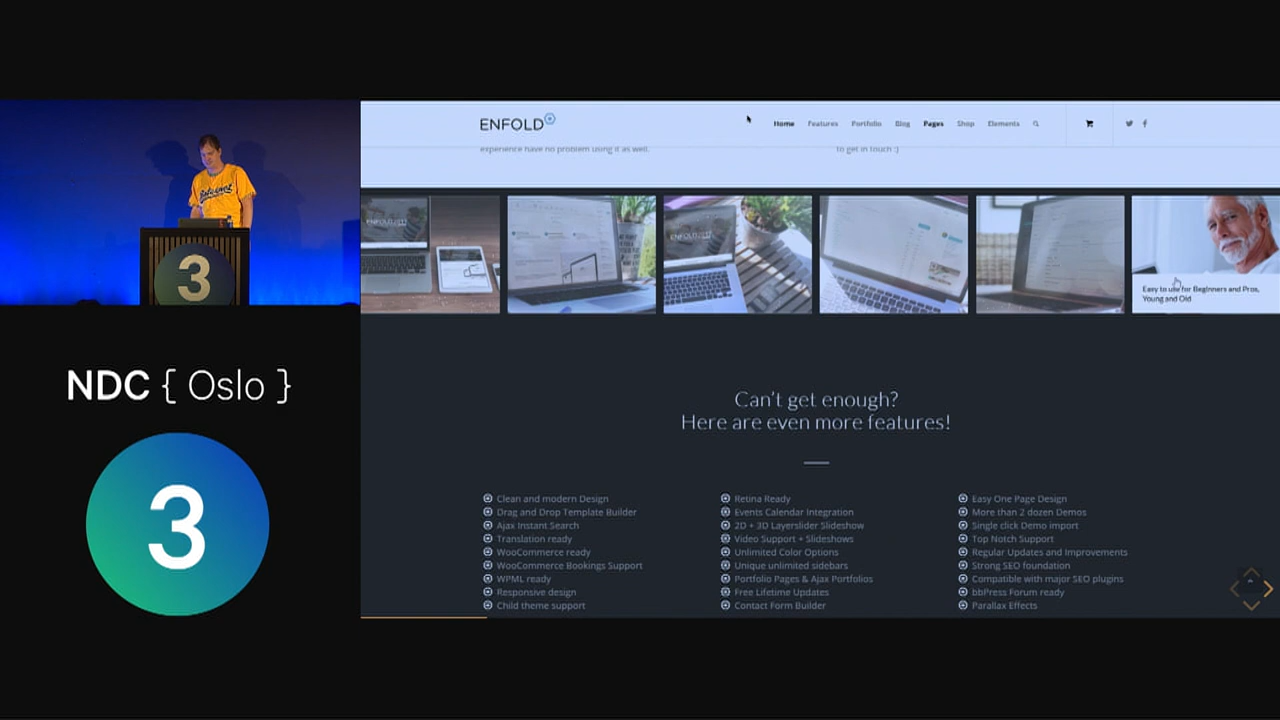 3
NDC { Oslo }
3
ENFOLD
Home
Features
Portfolio
Blog
Pages
Shop
Elements
experience have no problem using it as well.
to get in touch :)
Easy to use for Beginners and Pros,
Young and Old
Can't get enough?
Here are even more features!
Clean and modern Design
Drag and Drop Template Builder
Ajax Instant Search
Translation ready
WooCommerce ready
WooCommerce Bookings Support
WPML ready
Responsive design
Child theme support
Retina Ready
Events Calendar Integration
2D + 3D Layerslider Slideshow
Video Support + Slideshows
Unlimited Color Options
Unique unlimited sidebars
Portfolio Pages & Ajax Portfolios
Free Lifetime Updates
Contact Form Builder
Easy One Page Design
More than 2 dozen Demos
Single click Demo import
Top Notch Support
Regular Updates and Improvements
Strong SEO foundation
Compatible with major SEO plugins
bbPress Forum ready
Parallax Effects